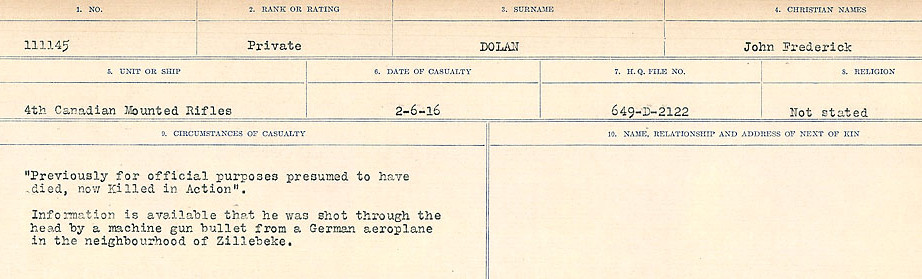 1. NO. 2. RANK OR RATING 3. SURNAME 4. CHRISTIAN NAMES
111145 Private DOLAN John Frederick
5. UNIT OR SHIP 6. DATE OF CASUALTY 7. H. Q. FILE NO. 8. RELIGION
4th Canadian Mounted Rifles 2-6-16 649-D-2122 Not stated
9. CIRCUMSTANCES OF CASUALTY 10. NAME, RELATIONSHIP AND ADDRESS OF NEXT OF KIN
"Previously for official purposes presumed to have
died, now Killed in Action".
Information is available that he was shot through the
head by a machine gun bullet from a German aeroplane
in the neighbourhood of Zillebeke.